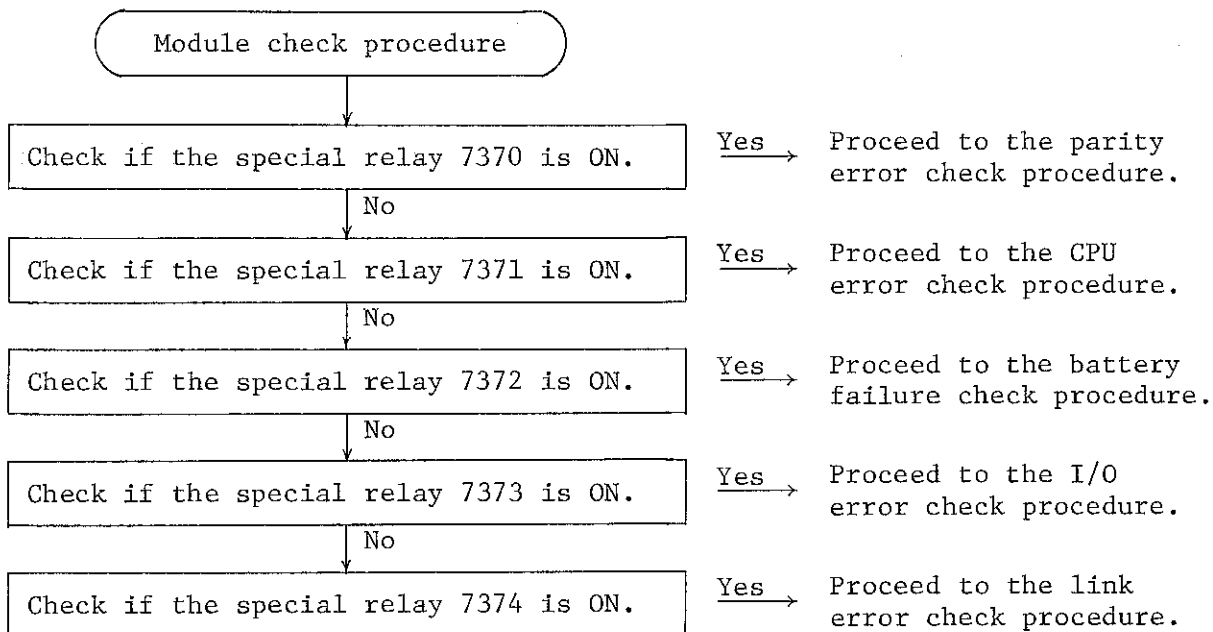 Module check procedure
Check if the special relay 7370 is ON.
Yes
Proceed to the parity
error check procedure.
No
Check if the special relay 7371 is ON.
Yes
Proceed to the CPU
error check procedure.
No
Check if the special relay 7372 is ON.
Yes
Proceed to the battery
failure check procedure.
No
Check if the special relay 7373 is ON.
Yes
Proceed to the I/O
error check procedure.
No
Check if the special relay 7374 is ON.
Yes
Proceed to the link
error check procedure.